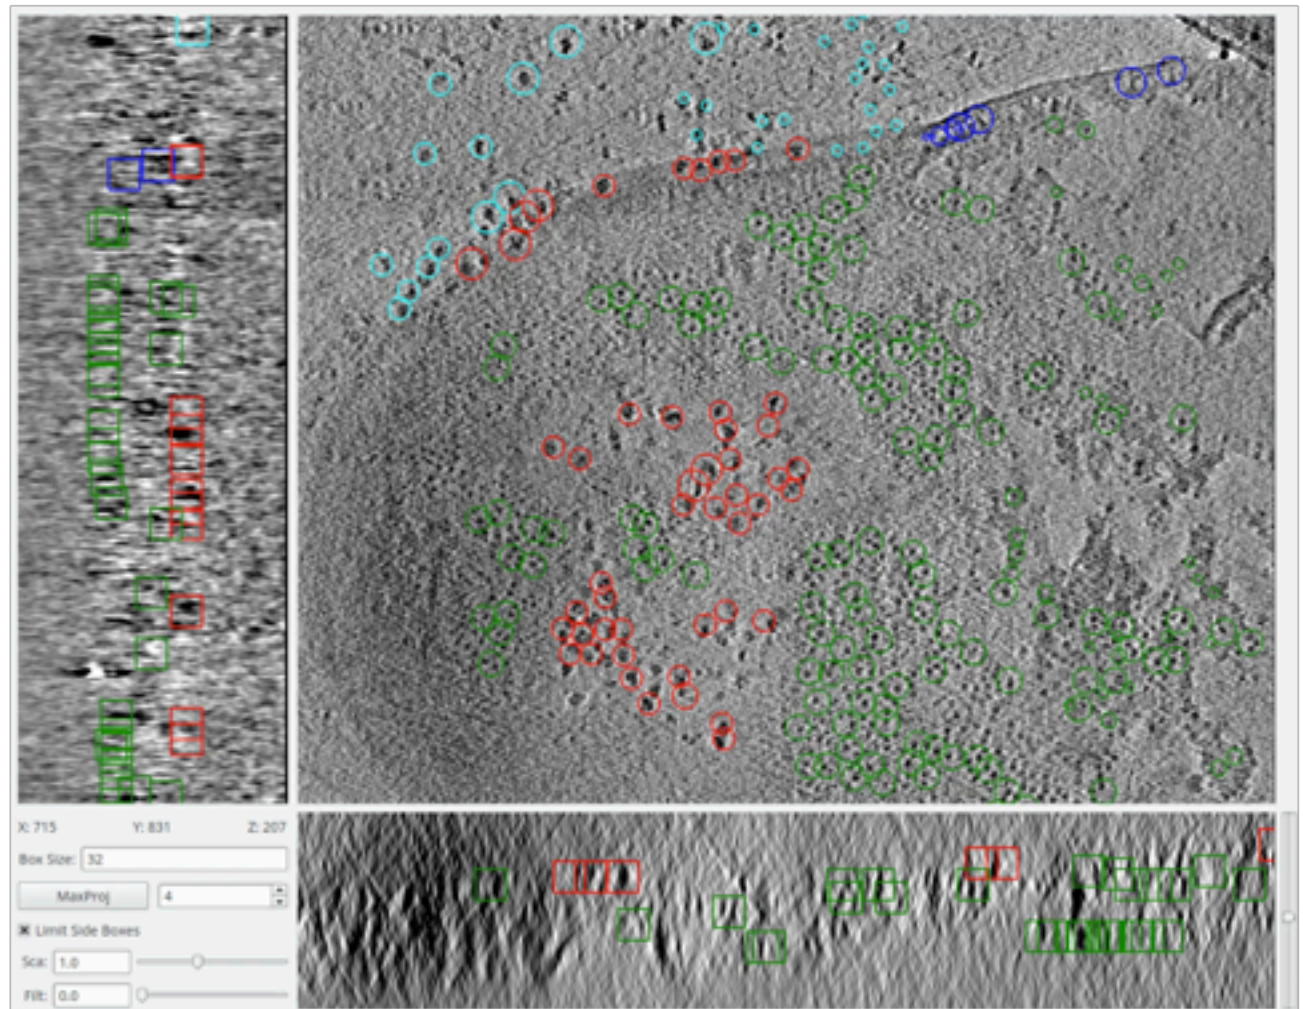 X: 715 Y: 831 Z: 207
Box Size: 32
MaxProj 4
Limit Side Boxes
Sca: 1.0
Filt: 0.0